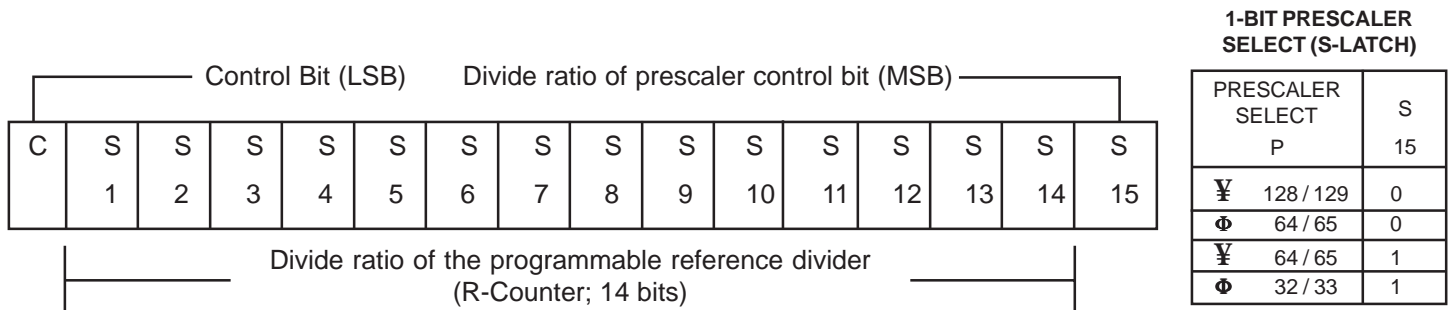 1-BIT PRESCALER
SELECT (S-LATCH)
Control Bit (LSB) Divide ratio of prescaler control bit (MSB)
C S S S S S S S S S S S S S S S
1 2 3 4 5 6 7 8 9 10 11 12 13 14 15
Divide ratio of the programmable reference divider
(R-Counter; 14 bits)
PRESCALER
SELECT
P
S
15
¥ 128 / 129 0
Φ 64 / 65 0
¥ 64 / 65 1
Φ 32 / 33 1